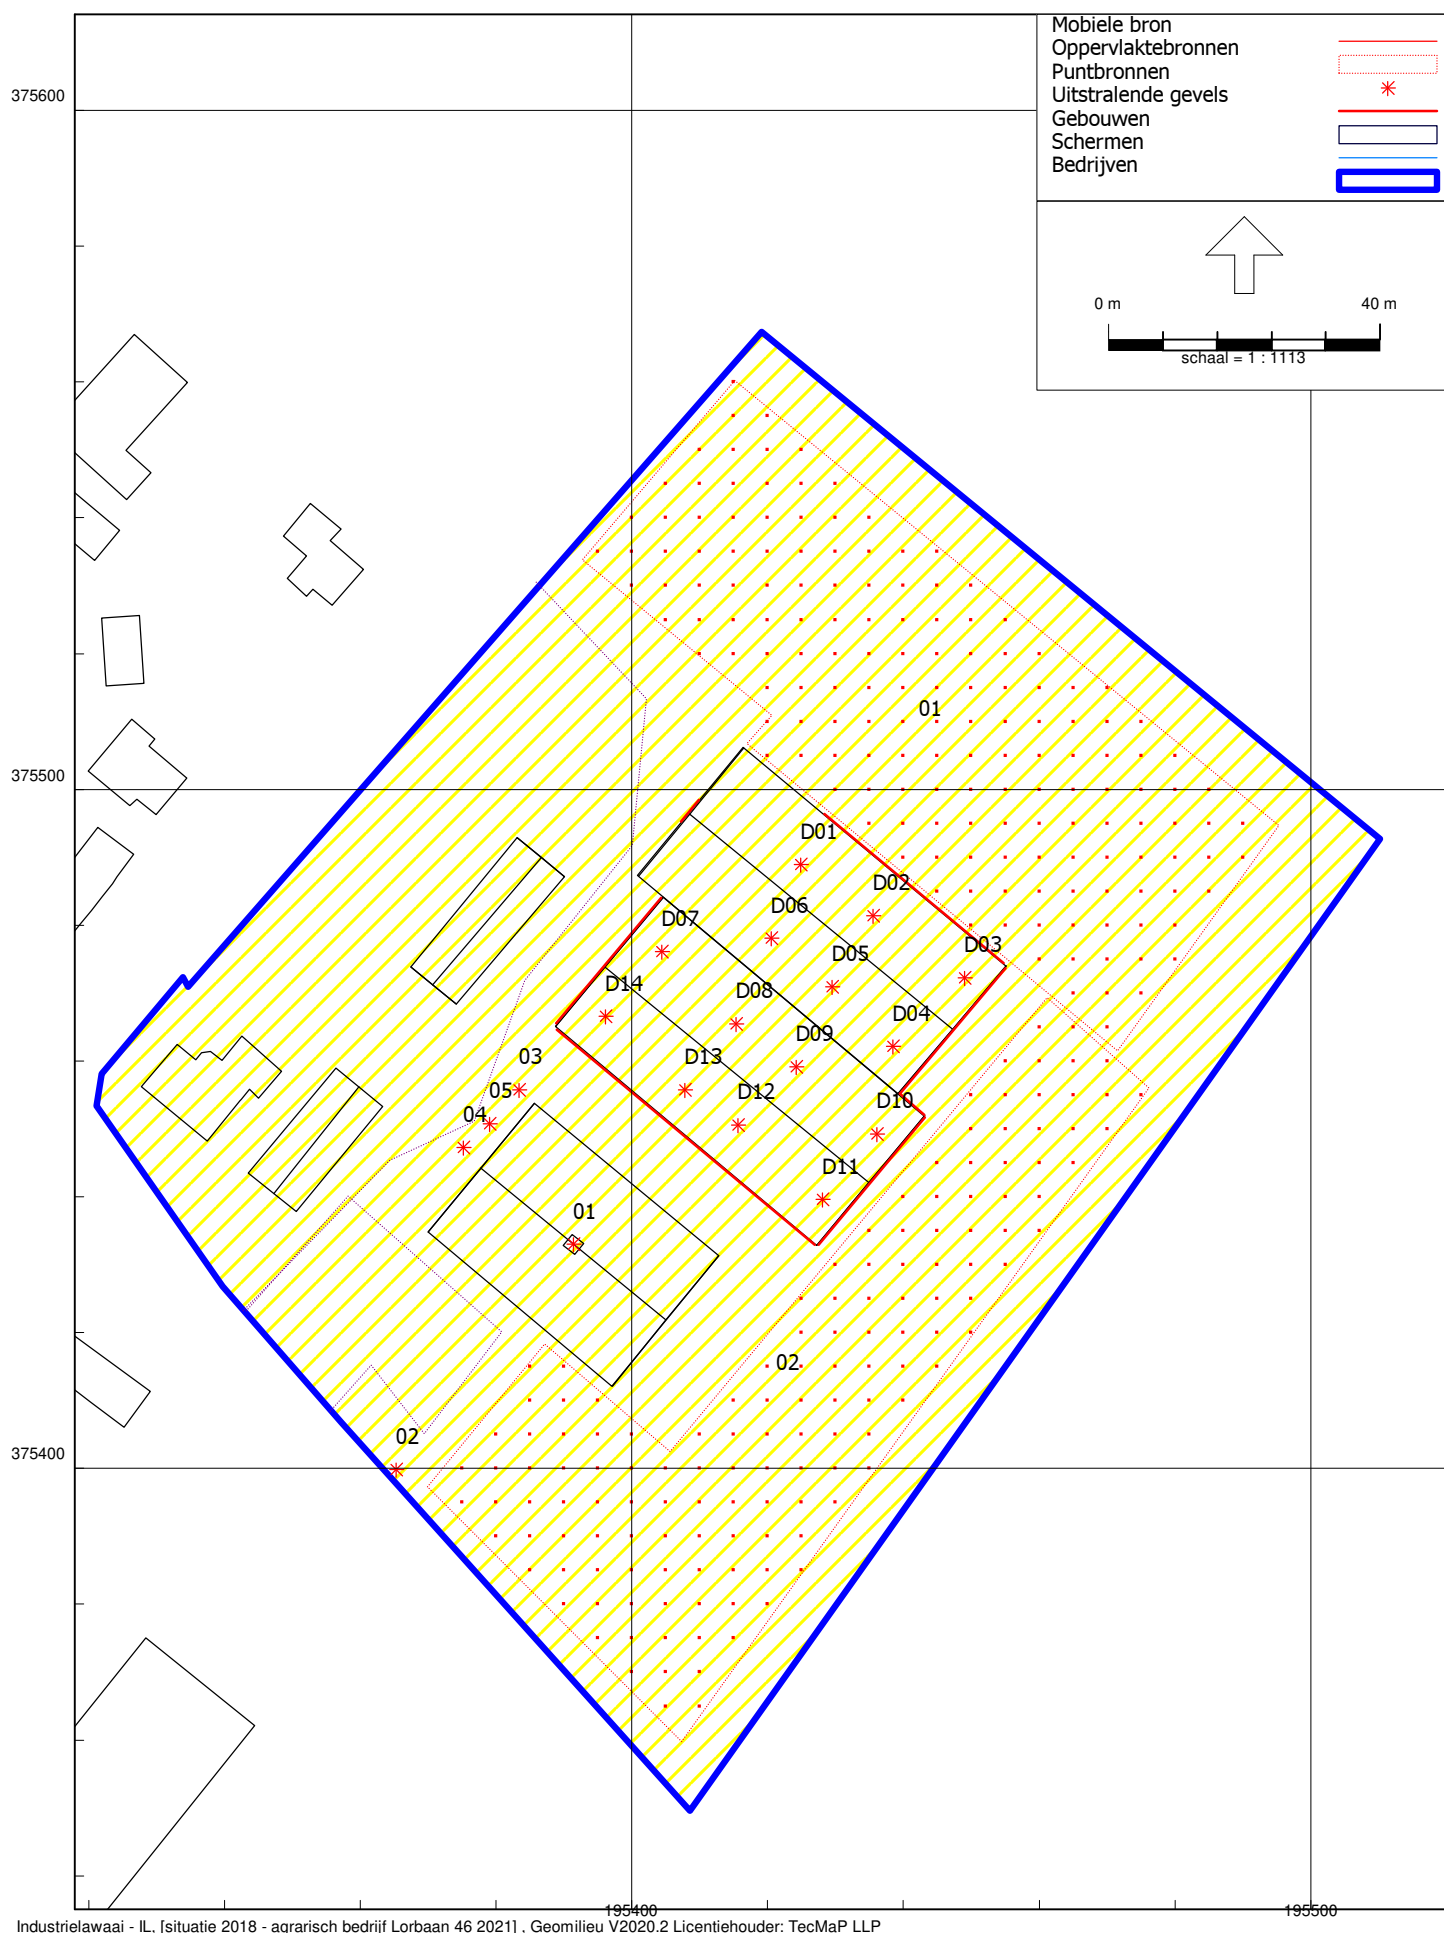 Mobiele bron
Oppervlaktebronnen
Puntbronnen
Uitstralende gevels
Gebouwen
Schermen
Bedrijven
375600
0 m 40 m
schaal = 1 : 1113
01
375500
D01
D02
D06
D07
D03
D05
D14
D08
D04
D09
03
D13
05
D12
D10
04
D11
01
02
02
375400
195400
195500
Industrielawaai - IL, [situatie 2018 - agrarisch bedrijf Lorbaan 46 2021] , Geomilieu V2020.2 Licentiehouder: TecMaP LLP